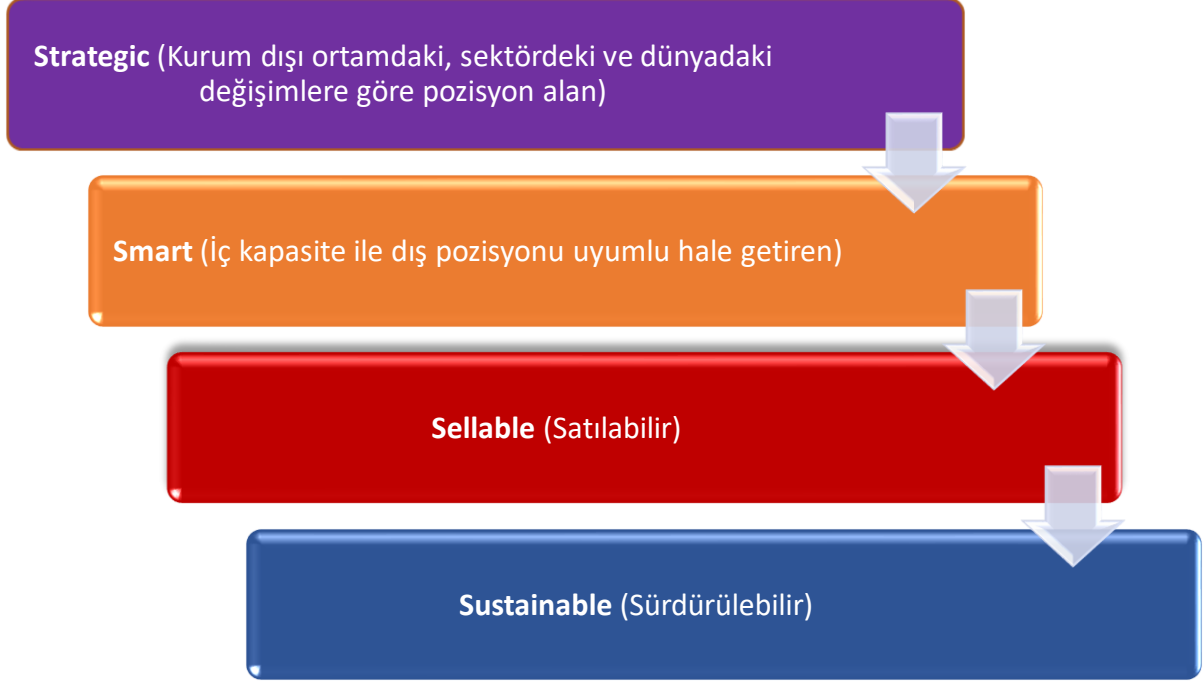 Strategic (Kurum dışı ortamdaki, sektördeki ve dünyadaki
değişimlere göre pozisyon alan)
Smart (İç kapasite ile dış pozisyonu uyumlu hale getiren)
Sellable (Satılabilir)
Sustainable (Sürdürülebilir)